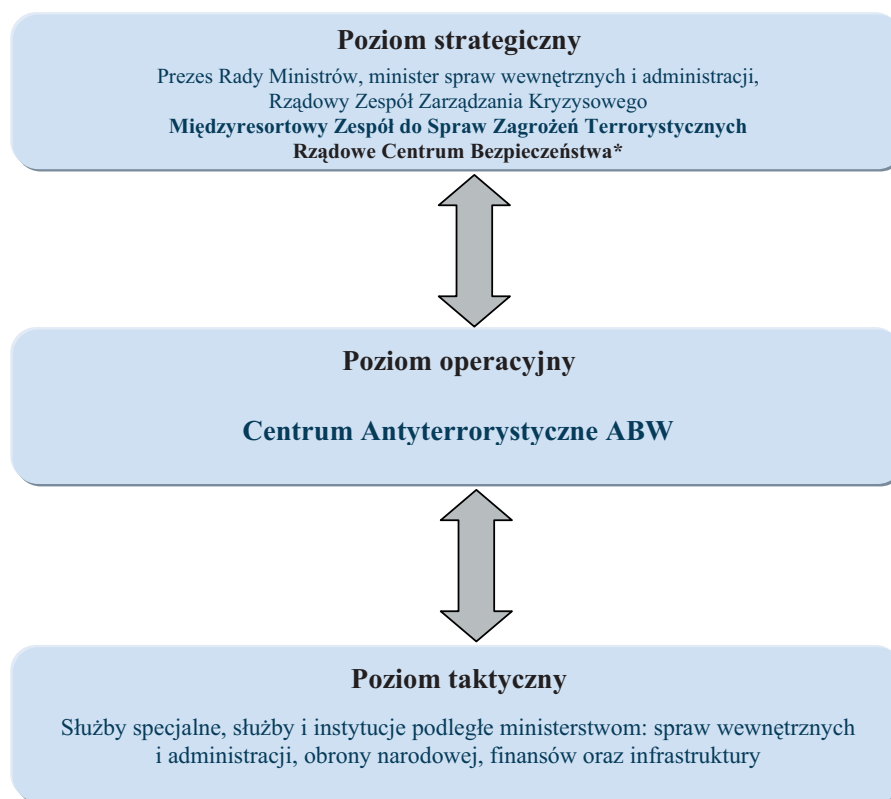 Poziom strategiczny
Prezes Rady Ministrów, minister spraw wewnętrznych i administracji,
Rządowy Zespół Zarządzania Kryzysowego
Międzyresortowy Zespół do Spraw Zagrożeń Terrorystycznych
Rządowe Centrum Bezpieczeństwa*
Poziom operacyjny
Centrum Antyterrorystyczne ABW
Poziom taktyczny
Służby specjalne, służby i instytucje podległe ministerstwom: spraw wewnętrznych
i administracji, obrony narodowej, finansów oraz infrastruktury